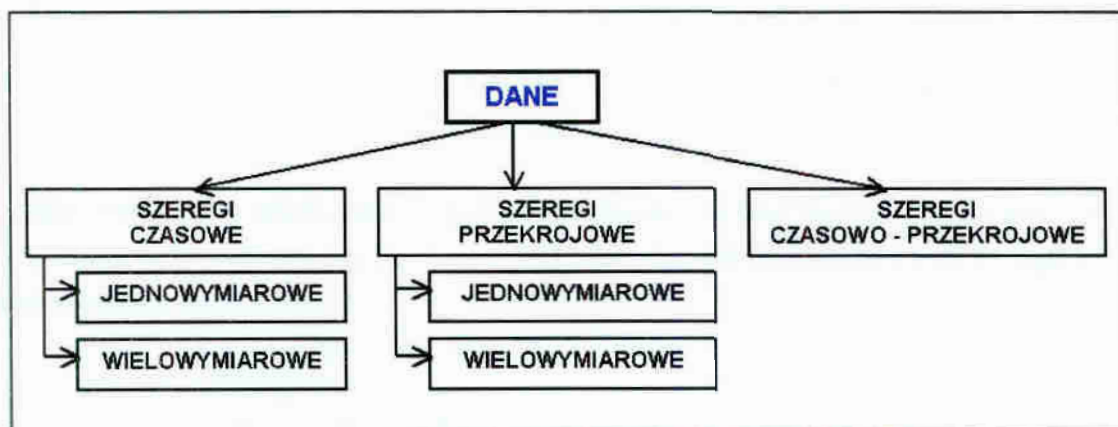 DANE
SZEREGI
CZASOWE
JEDNOWYMIAROWE
WIELOWYMIAROWE
SZEREGI
PRZEKROJOWE
JEDNOWYMIAROWE
WIELOWYMIAROWE
SZEREGI
CZASOWO - PRZEKROJOWE